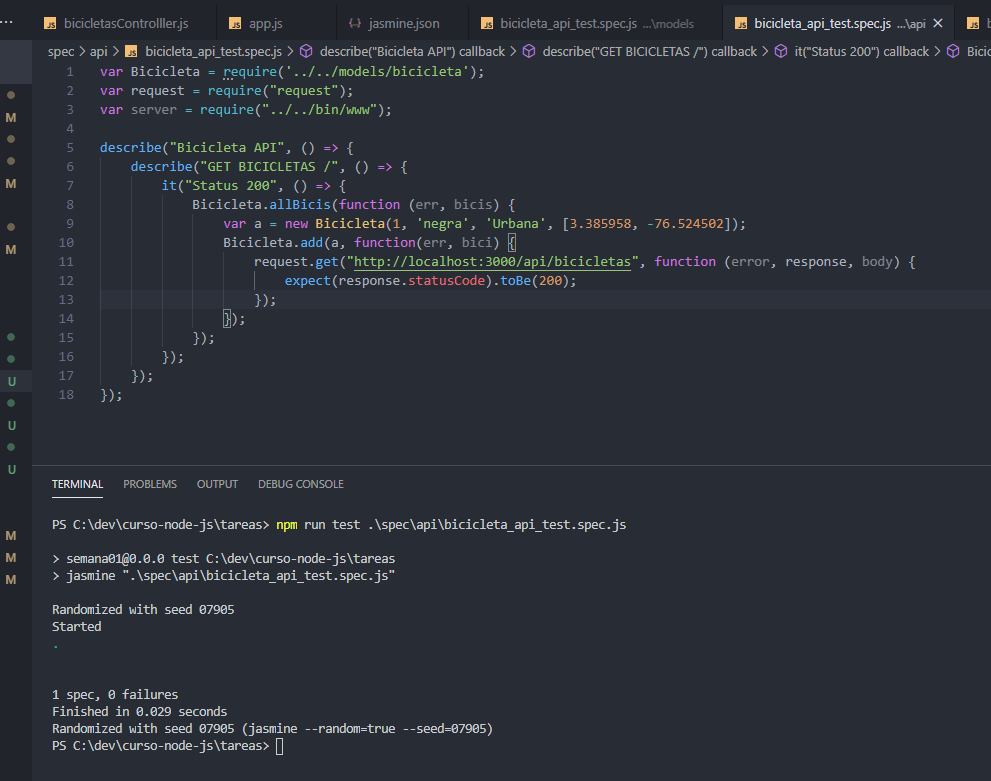 ... JS bicicletasControlller.js JS app.js {} jasmine.json JS bicicleta_api_test.spec.js ...\models JS bicicleta_api_test.spec.js ...\api × JS
spec > api > JS bicicleta_api_test.spec.js > describe("Bicicleta API") callback > describe("GET BICICLETAS /") callback > it("Status 200") callback > Bicic
1 var Bicicleta = require('../../models/bicicleta');
2 var request = require("request");
M 3 var server = require("../../bin/www");
4
5 describe("Bicicleta API", () => {
6 describe("GET BICICLETAS /", () => {
M 7 it("Status 200", () => {
8 Bicicleta.allBicis(function (err, bicis) {
9 var a = new Bicicleta(1, 'negra', 'Urbana', [3.385958, -76.524502]);
M 10 Bicicleta.add(a, function(err, bici) {
11 request.get("http://localhost:3000/api/bicicletas", function (error, response, body) {
12 expect(response.statusCode).toBe(200);
13 });
14 });
15 });
16 });
U 17 });
18 });
U
U
TERMINAL PROBLEMS OUTPUT DEBUG CONSOLE
PS C:\dev\curso-node-js\tareas> npm run test .\spec\api\bicicleta_api_test.spec.js
M
> semana01@0.0.0 test C:\dev\curso-node-js\tareas
M
> jasmine ".\spec\api\bicicleta_api_test.spec.js"
M
Randomized with seed 07905
Started
.
1 spec, 0 failures
Finished in 0.029 seconds
Randomized with seed 07905 (jasmine --random=true --seed=07905)
PS C:\dev\curso-node-js\tareas>